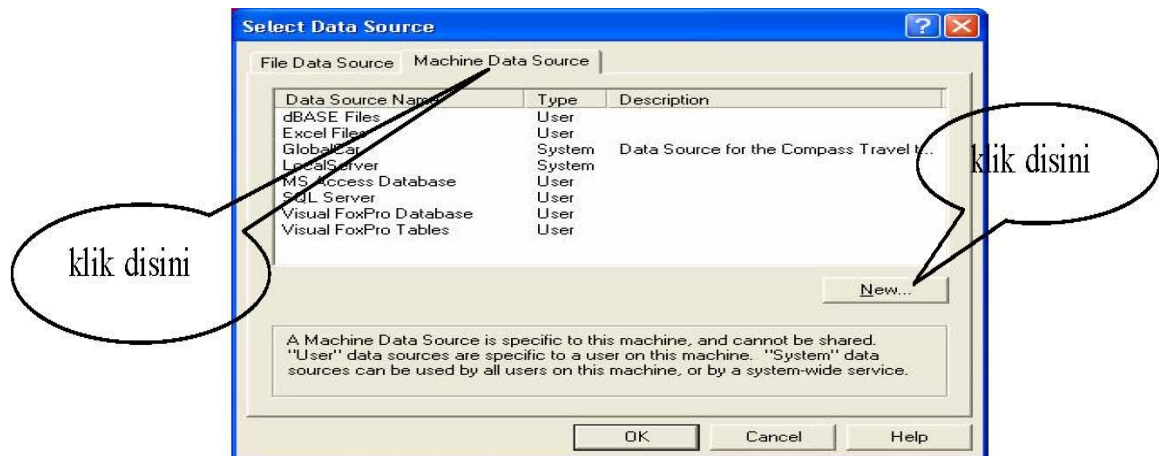 Select Data Source
File Data Source Machine Data Source
Data Source Name Type Description
dBASE Files User
Excel Files User
GlobalCar System Data Source for the Compass Travel t...
LocalServer System
MS Access Database User
SQL Server User
Visual FoxPro Database User
Visual FoxPro Tables User
klik disini
klik disini
New...
A Machine Data Source is specific to this machine, and cannot be shared.
"User" data sources are specific to a user on this machine. "System" data
sources can be used by all users on this machine, or by a system-wide service.
OK Cancel Help